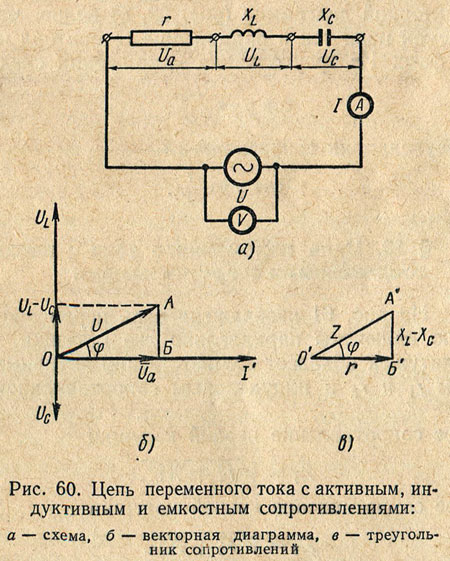 r X_L X_C
U_a U_L U_C
I A
U
V
а)
U_L
U_L-U_C U A
φ
O Б
Ū_a I'
U_C
A"
Z X_L-X_C
φ
O' r Б'
б) в)
Рис. 60. Цепь переменного тока с активным, ин-
дуктивным и емкостным сопротивлениями:
а — схема, б — векторная диаграмма, в — треуголь-
ник сопротивлений